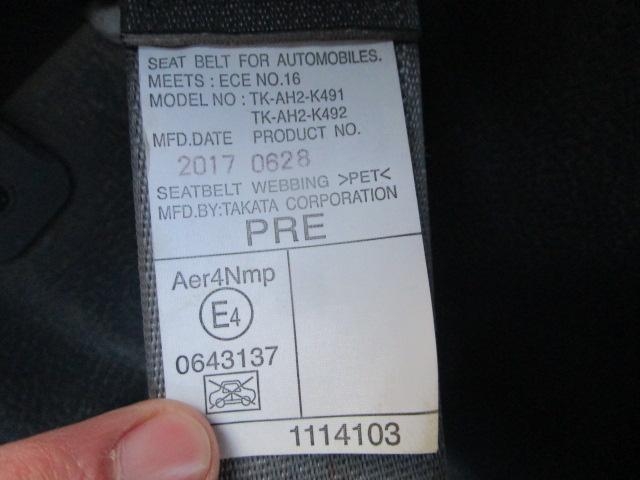 SEAT BELT FOR AUTOMOBILES.
MEETS : ECE NO.16
MODEL NO : TK-AH2-K491
TK-AH2-K492
MFD.DATE PRODUCT NO.
2017 0628
SEATBELT WEBBING >PET<
MFD.BY:TAKATA CORPORATION
PRE
Aer4Nmp
E4
0643137
1114103